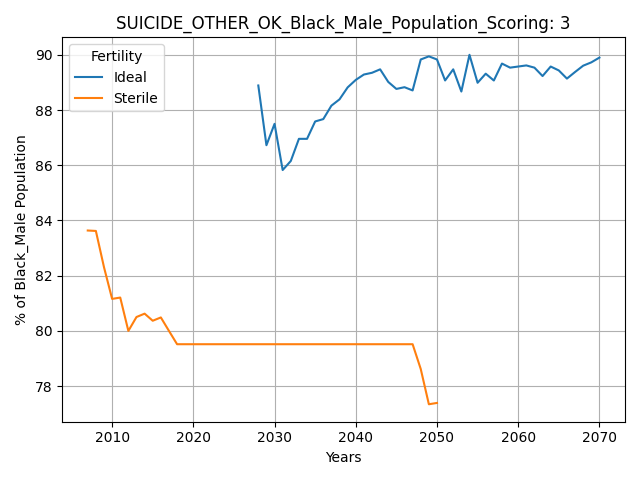 SUICIDE_OTHER_OK_Black_Male_Population_Scoring: 3
Fertility
Ideal
Sterile
% of Black_Male Population
90
88
86
84
82
80
78
2010 2020 2030 2040 2050 2060 2070
Years